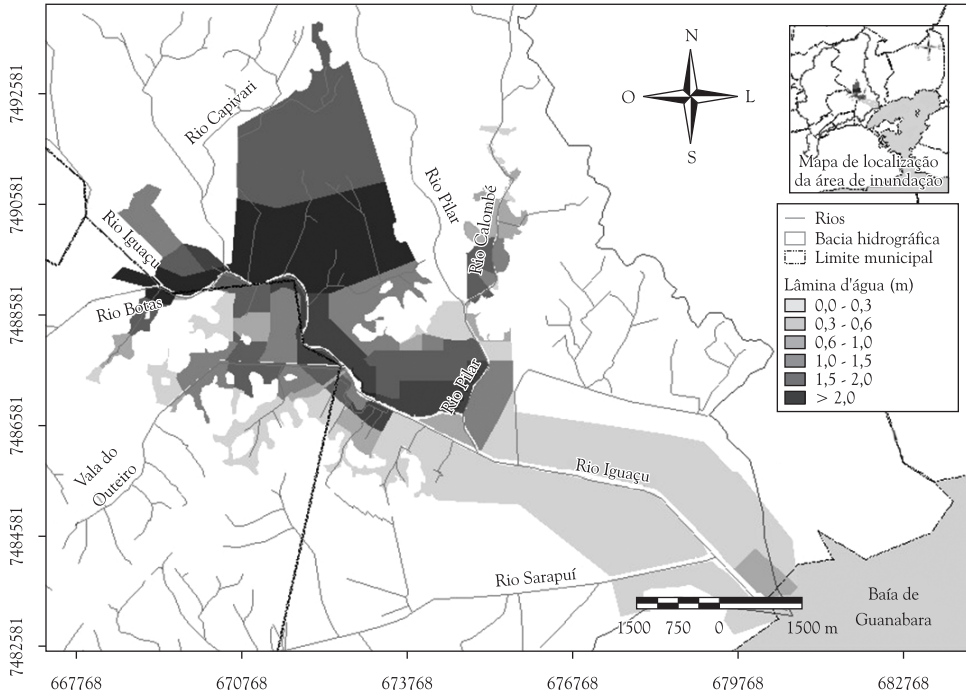 7492581
7490581
7488581
7486581
7484581
7482581
Rio Capivari
Rio Iguaçu
Rio Botas
Vala do
Outeiro
Rio Pilar
Rio Calombé
Rio Pilar
Rio Iguaçu
Rio Sarapuí
N
O
L
S
Mapa de localização
da área de inundação
Rios
Bacia hidrográfica
Limite municipal
Lâmina d'água (m)
0,0 - 0,3
0,3 - 0,6
0,6 - 1,0
1,0 - 1,5
1,5 - 2,0
> 2,0
Baía de
Guanabara
1500 750 0 1500 m
667768 670768 673768 676768 679768 682768